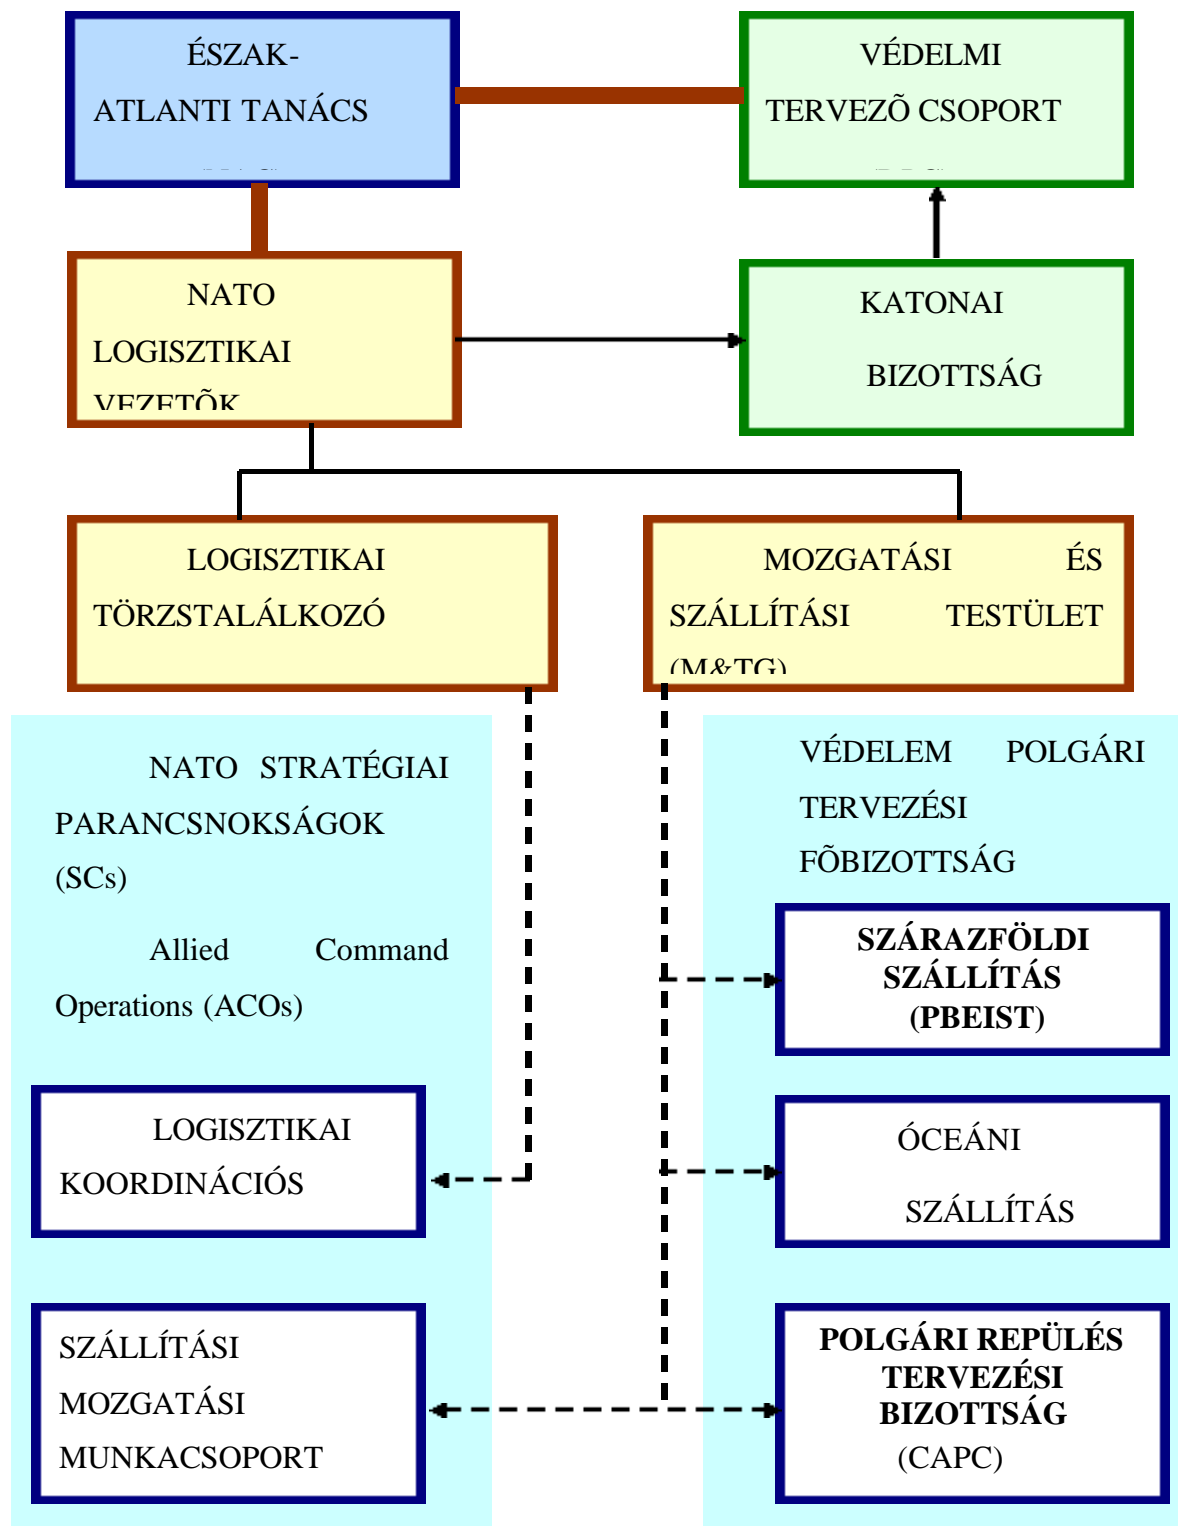 ÉSZAK-
ATLANTI TANÁCS
VÉDELMI
TERVEZÕ CSOPORT
NATO
LOGISZTIKAI
VEZETÕK
KATONAI
BIZOTTSÁG
LOGISZTIKAI
TÖRZSTALÁLKOZÓ
MOZGATÁSI ÉS
SZÁLLÍTÁSI TESTÜLET
(M&TG)
NATO STRATÉGIAI
PARANCSNOKSÁGOK
(SCs)
Allied Command
Operations (ACOs)
LOGISZTIKAI
KOORDINÁCIÓS
SZÁLLÍTÁSI
MOZGATÁSI
MUNKACSOPORT
VÉDELEM POLGÁRI
TERVEZÉSI
FÕBIZOTTSÁG
SZÁRAZFÖLDI
SZÁLLÍTÁS
(PBEIST)
ÓCEÁNI
SZÁLLÍTÁS
POLGÁRI REPÜLÉS
TERVEZÉSI
BIZOTTSÁG
(CAPC)